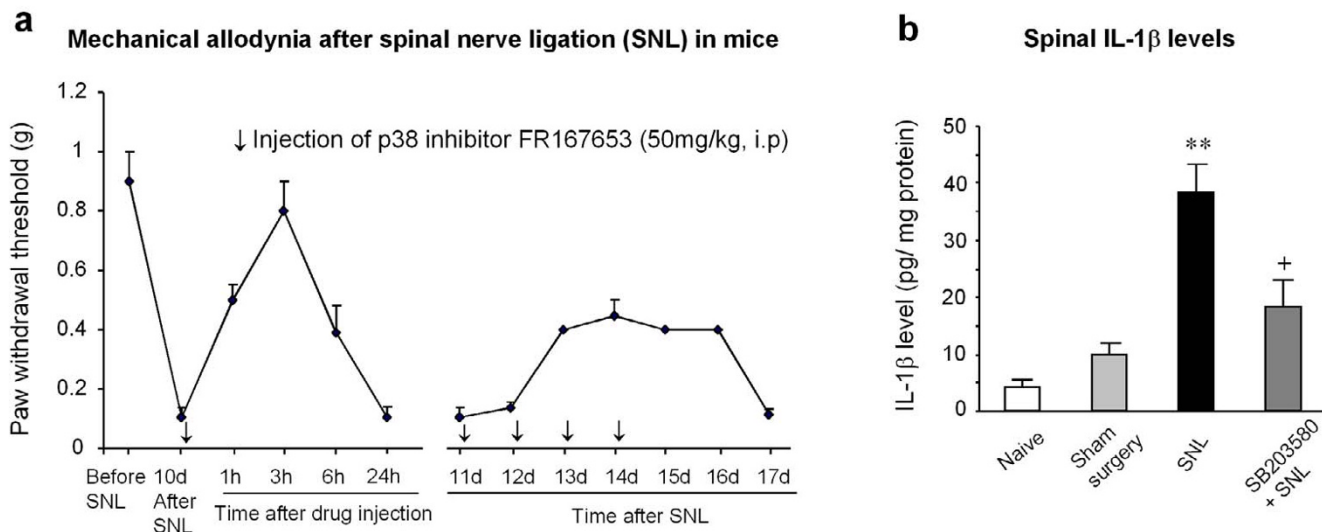 a
Mechanical allodynia after spinal nerve ligation (SNL) in mice
Paw withdrawal threshold (g)
1.2
1
0.8
0.6
0.4
0.2
0
↓ Injection of p38 inhibitor FR167653 (50mg/kg, i.p)
↓
↓ ↓ ↓ ↓
Before
SNL
10d
After
SNL
1h 3h 6h 24h
Time after drug injection
11d 12d 13d 14d 15d 16d 17d
Time after SNL
b
Spinal IL-1β levels
IL-1β level (pg/ mg protein)
50
40
30
20
10
0
**
+
Naive
Sham
surgery
SNL
SB203580
+ SNL